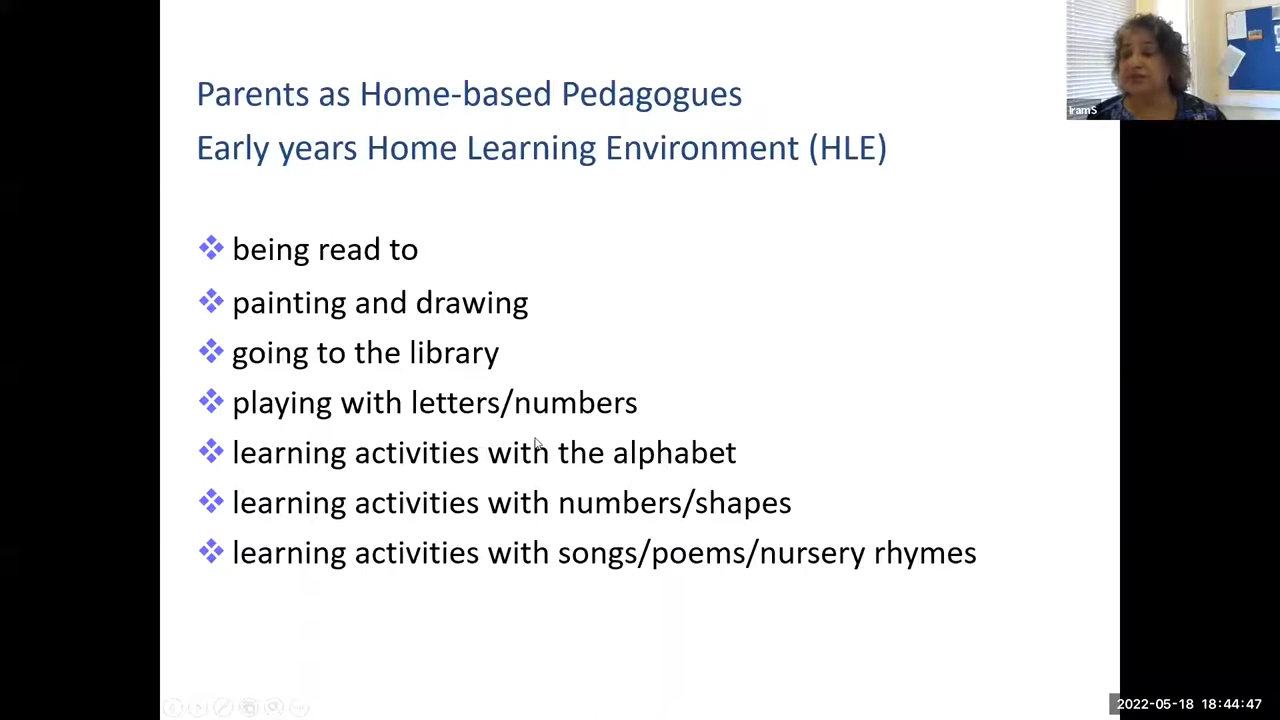 Parents as Home-based Pedagogues
Early years Home Learning Environment (HLE)
being read to
painting and drawing
going to the library
playing with letters/numbers
learning activities with the alphabet
learning activities with numbers/shapes
learning activities with songs/poems/nursery rhymes
Iram S
2022-05-18 18:44:47